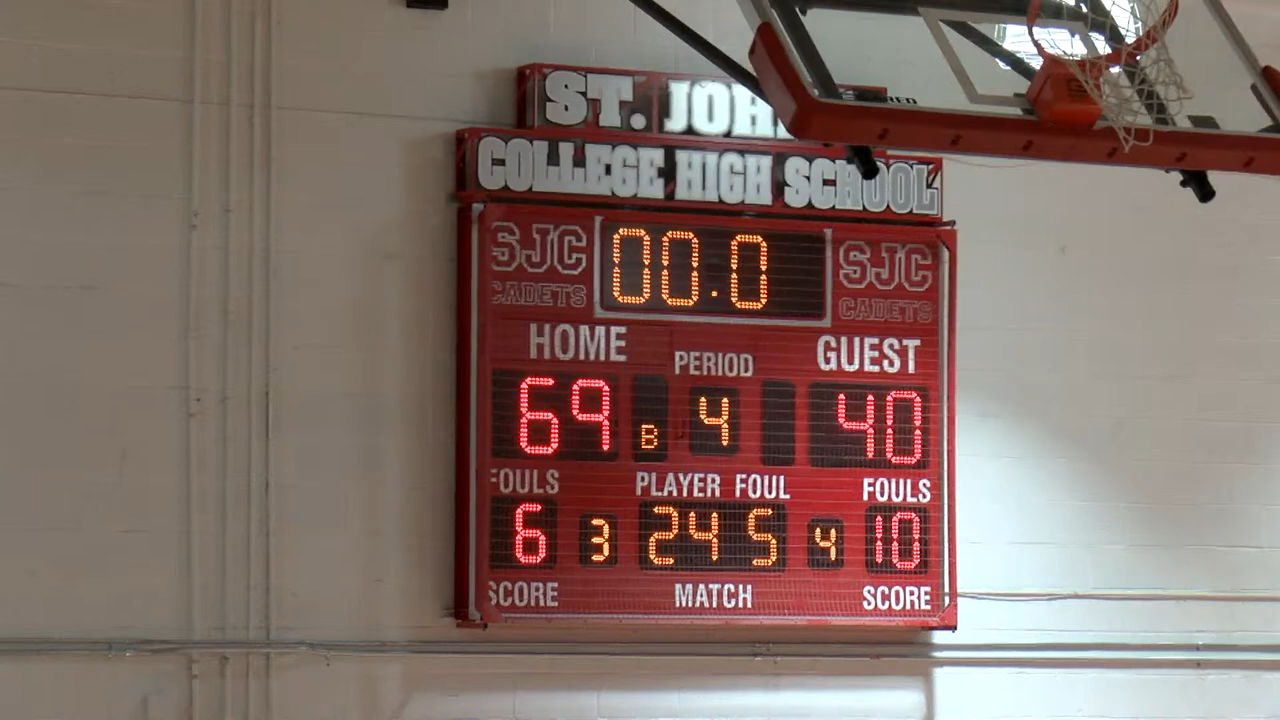 ST. JOH
COLLEGE HIGH SCHOOL
SJC 00.0 SJC
CADETS CADETS
HOME PERIOD GUEST
69 B 4 40
FOULS PLAYER FOUL FOULS
6 3 24 5 4 10
SCORE MATCH SCORE